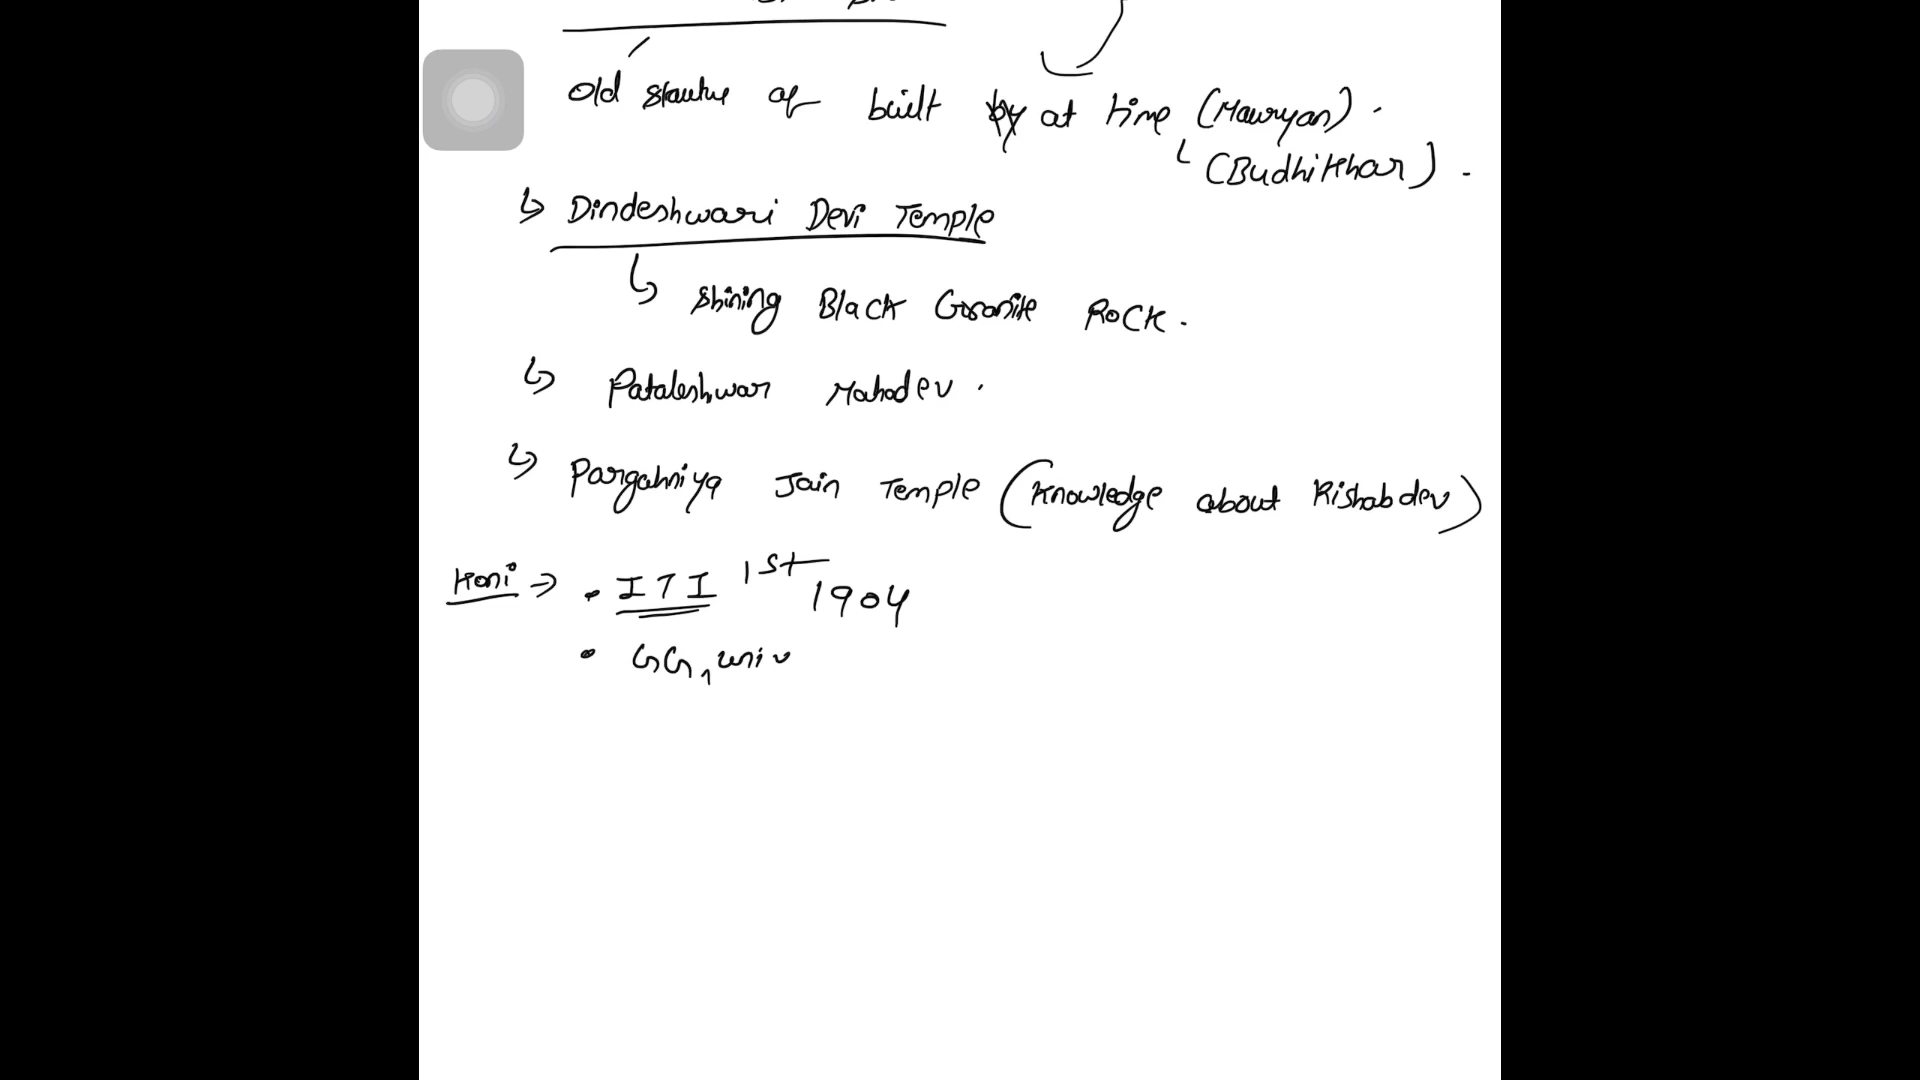 Old stautue of built by at time (Mauryan).
(Budhikhar).
↳ Dindeshwari Devi Temple
↳ Shining Black Granite Rock.
↳ Pataleshwar Mahadev.
↳ Pargahniya Jain Temple (Knowledge about Rishabdev)
Koni ⇒ • ITI 1st 1904
• GG, univ